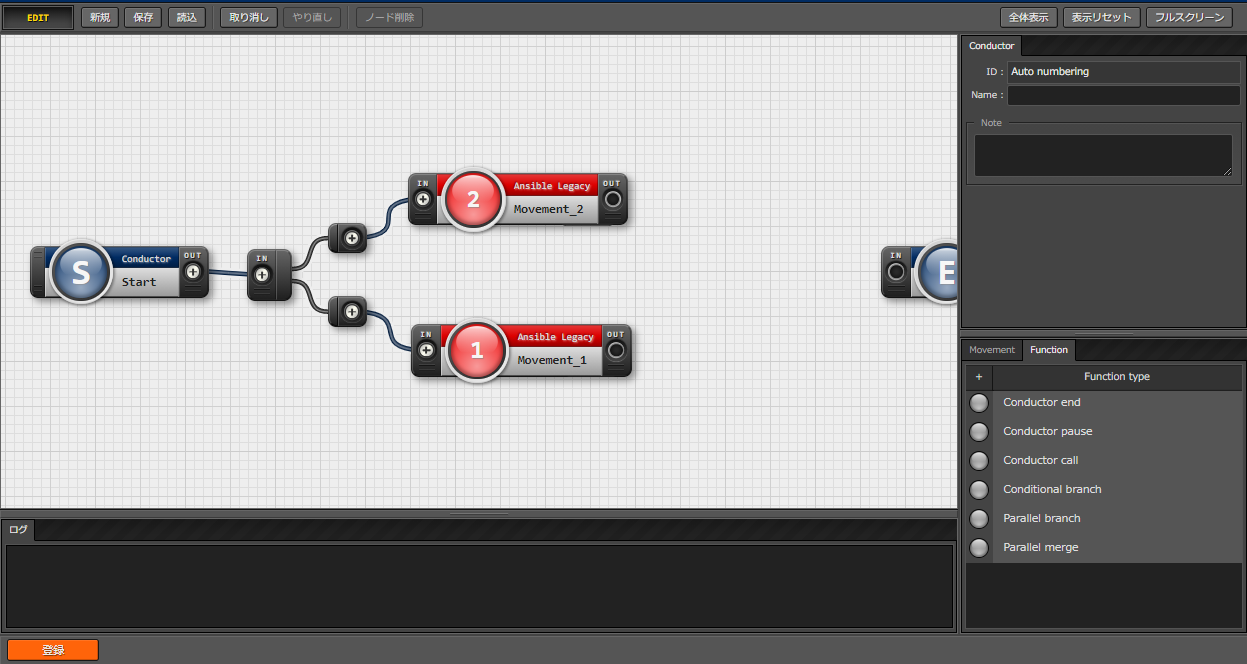 EDIT 新規 保存 読込 取り消し やり直し ノード削除 全体表示 表示リセット フルスクリーン
Conductor
ID : Auto numbering
Name :
Note
IN 2 Ansible Legacy OUT
Movement_2
S Conductor OUT
Start
IN
IN E
IN 1 Ansible Legacy OUT
Movement_1
Movement Function
+ Function type
Conductor end
Conductor pause
Conductor call
Conditional branch
Parallel branch
Parallel merge
ログ
登録